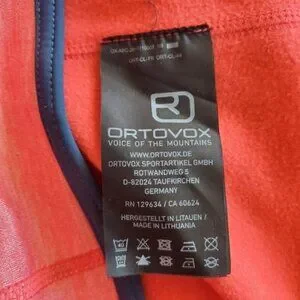 ORTOVOX
VOICE OF THE MOUNTAINS
WWW.ORTOVOX.DE
ORTOVOX SPORTARTIKEL GMBH
ROTWANDWEG 5
D-82024 TAUFKIRCHEN
GERMANY
RN 129634 / CA 60624
HERGESTELLT IN LITAUEN /
MADE IN LITHUANIA